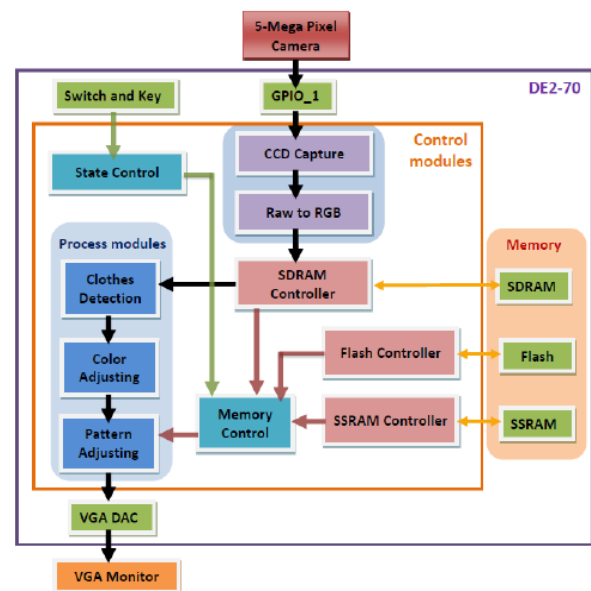 5-Mega Pixel
Camera
DE2-70
Switch and Key
GPIO_1
Control
modules
CCD Capture
State Control
Raw to RGB
Process modules
Memory
Clothes
Detection
SDRAM
Controller
SDRAM
Color
Adjusting
Flash Controller
Flash
Pattern
Adjusting
Memory
Control
SSRAM Controller
SSRAM
VGA DAC
VGA Monitor